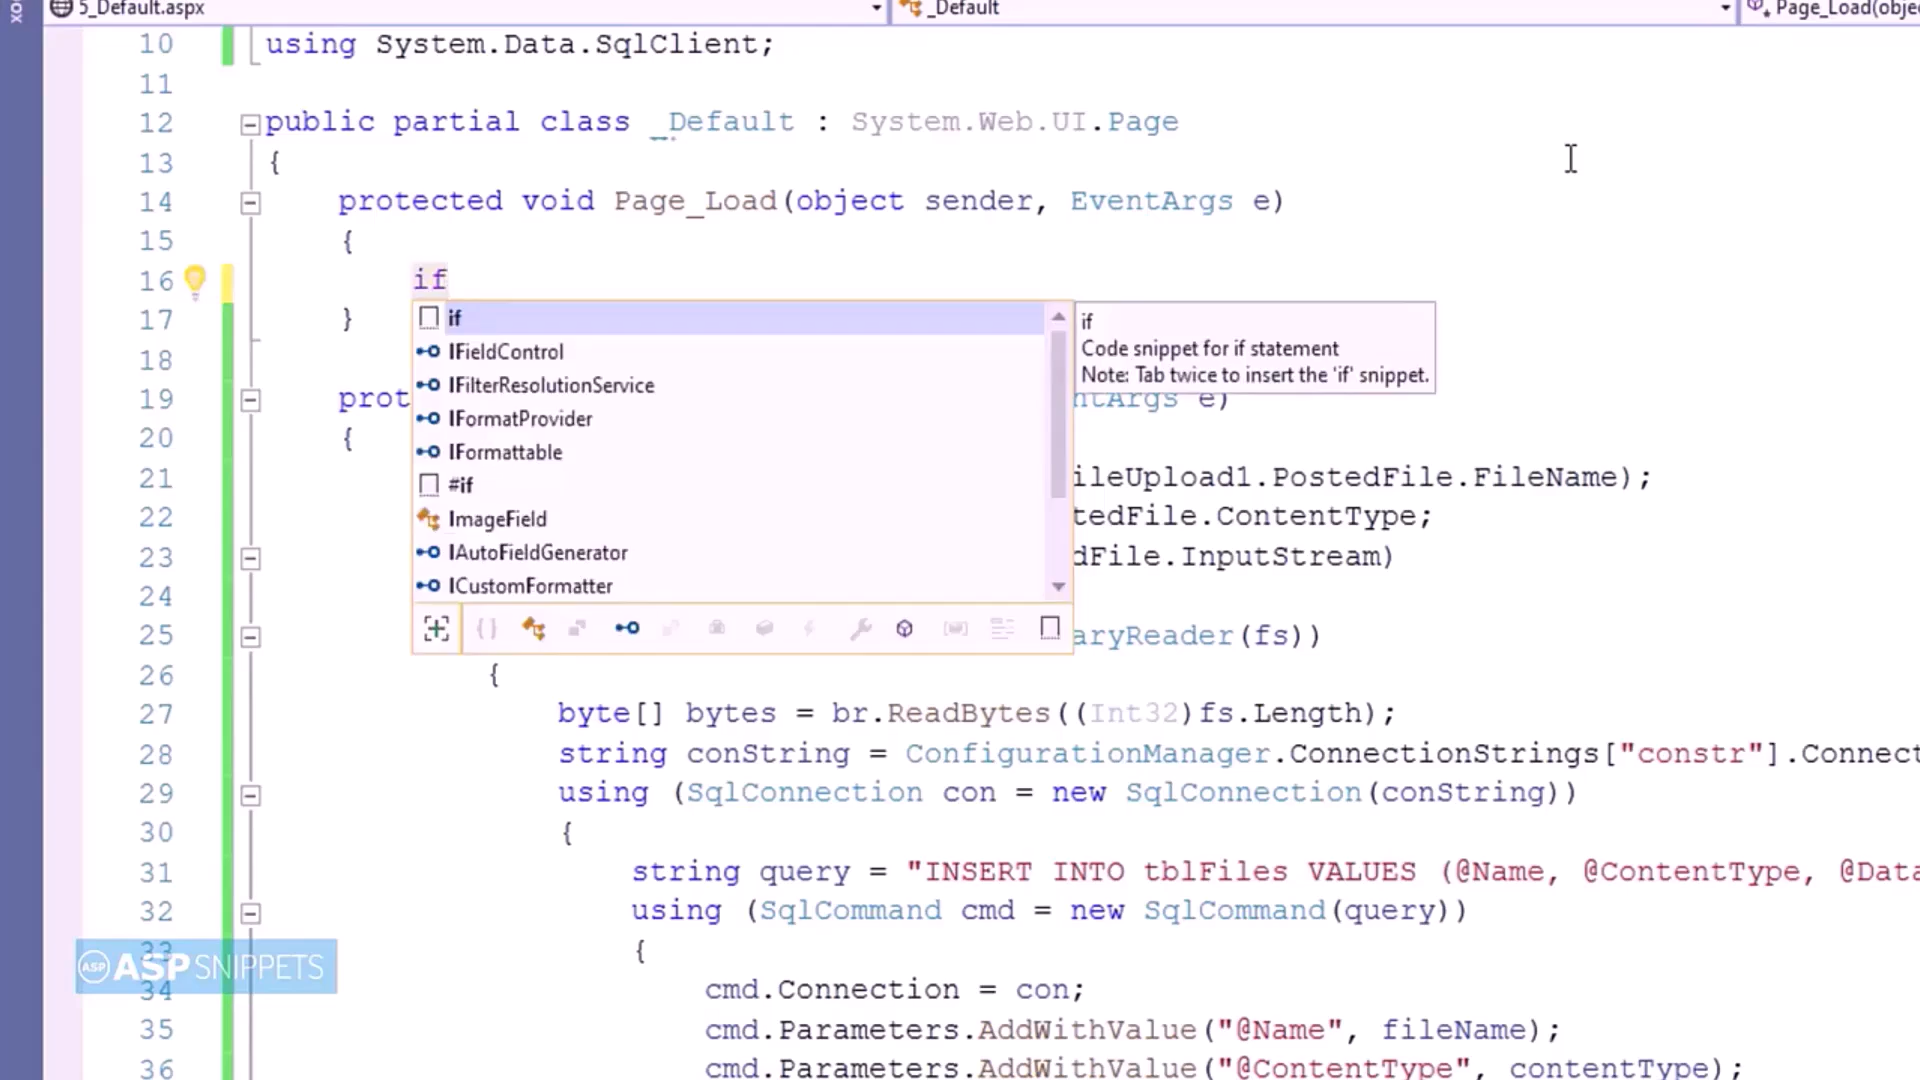 5_Default.aspx _Default Page_Load(objec
10 using System.Data.SqlClient;
11
12 public partial class _Default : System.Web.UI.Page
13 {
14 protected void Page_Load(object sender, EventArgs e)
15 {
16 if
17 }
18
19 prot ntArgs e)
20 {
21 ileUpload1.PostedFile.FileName);
22 tedFile.ContentType;
23 dFile.InputStream)
24
25 aryReader(fs))
26 {
27 byte[] bytes = br.ReadBytes((Int32)fs.Length);
28 string conString = ConfigurationManager.ConnectionStrings["constr"].Connect
29 using (SqlConnection con = new SqlConnection(conString))
30 {
31 string query = "INSERT INTO tblFiles VALUES (@Name, @ContentType, @Data
32 using (SqlCommand cmd = new SqlCommand(query))
33 {
34 cmd.Connection = con;
35 cmd.Parameters.AddWithValue("@Name", fileName);
36 cmd.Parameters.AddWithValue("@ContentType", contentType);
if
IFieldControl
IFilterResolutionService
IFormatProvider
IFormattable
#if
ImageField
IAutoFieldGenerator
ICustomFormatter
if
Code snippet for if statement
Note: Tab twice to insert the 'if' snippet.
ASP ASPSNIPPETS